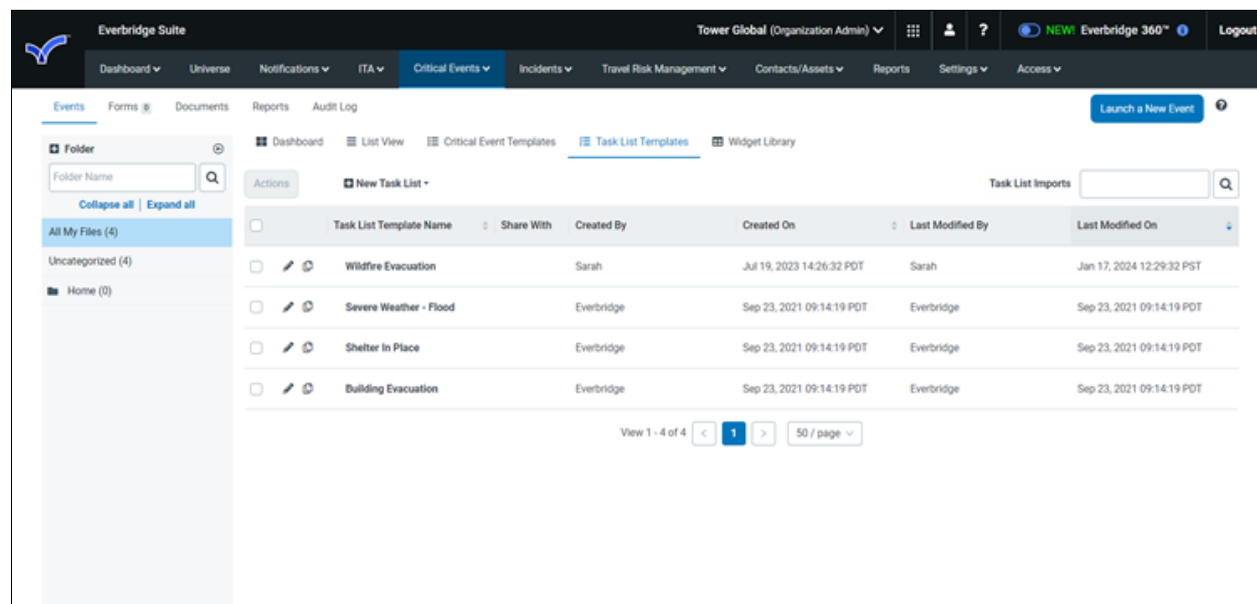 Everbridge Suite
Tower Global (Organization Admin)
?
NEW! Everbridge 360™
Logout
Dashboard Universe Notifications ITA Critical Events Incidents Travel Risk Management Contacts/Assets Reports Settings Access
Events Forms 0 Documents Reports Audit Log
Launch a New Event
Folder
Folder Name
Collapse all | Expand all
All My Files (4)
Uncategorized (4)
Home (0)
Dashboard List View Critical Event Templates Task List Templates Widget Library
Actions New Task List Task List Imports
Task List Template Name Share With Created By Created On Last Modified By Last Modified On
Wildfire Evacuation Sarah Jul 19, 2023 14:26:32 PDT Sarah Jan 17, 2024 12:29:32 PST
Severe Weather - Flood Everbridge Sep 23, 2021 09:14:19 PDT Everbridge Sep 23, 2021 09:14:19 PDT
Shelter In Place Everbridge Sep 23, 2021 09:14:19 PDT Everbridge Sep 23, 2021 09:14:19 PDT
Building Evacuation Everbridge Sep 23, 2021 09:14:19 PDT Everbridge Sep 23, 2021 09:14:19 PDT
View 1 - 4 of 4 < 1 > 50 / page